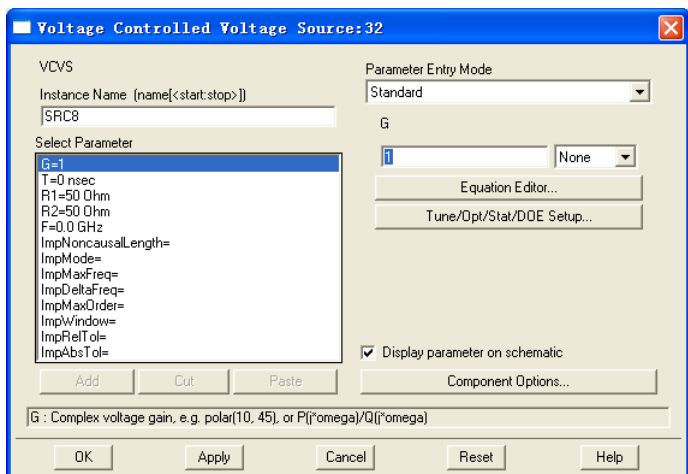 Voltage Controlled Voltage Source:32
VCVS
Instance Name (name[<start:stop>])
SRC8
Select Parameter
G=1
T=0 nsec
R1=50 Ohm
R2=50 Ohm
F=0.0 GHz
ImpNoncausalLength=
ImpMode=
ImpMaxFreq=
ImpDeltaFreq=
ImpMaxOrder=
ImpWindow=
ImpRelTol=
ImpAbsTol=
Add Cut Paste
Parameter Entry Mode
Standard
G
1 None
Equation Editor...
Tune/Opt/Stat/DOE Setup...
Display parameter on schematic
Component Options...
G : Complex voltage gain, e.g. polar(10, 45), or P(j*omega)/Q(j*omega)
OK Apply Cancel Reset Help